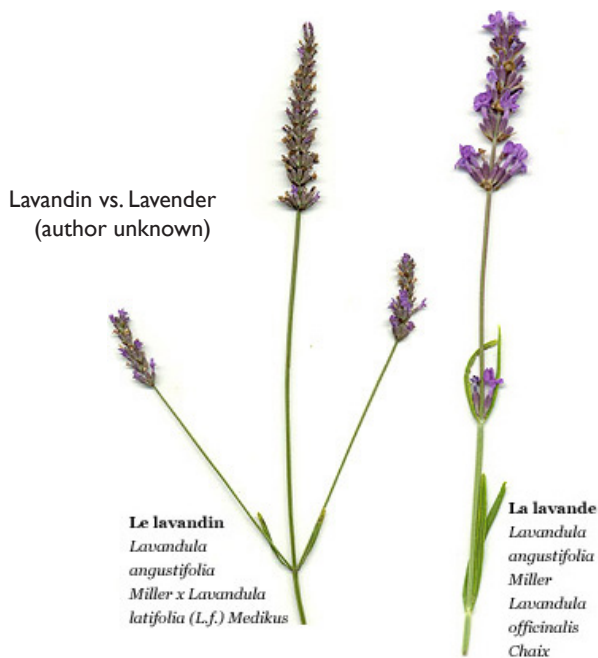 Lavandin vs. Lavender
(author unknown)
Le lavandin
Lavandula
angustifolia
Miller x Lavandula
latifolia (L.f.) Medikus
La lavande
Lavandula
angustifolia
Miller
Lavandula
officinalis
Chaix